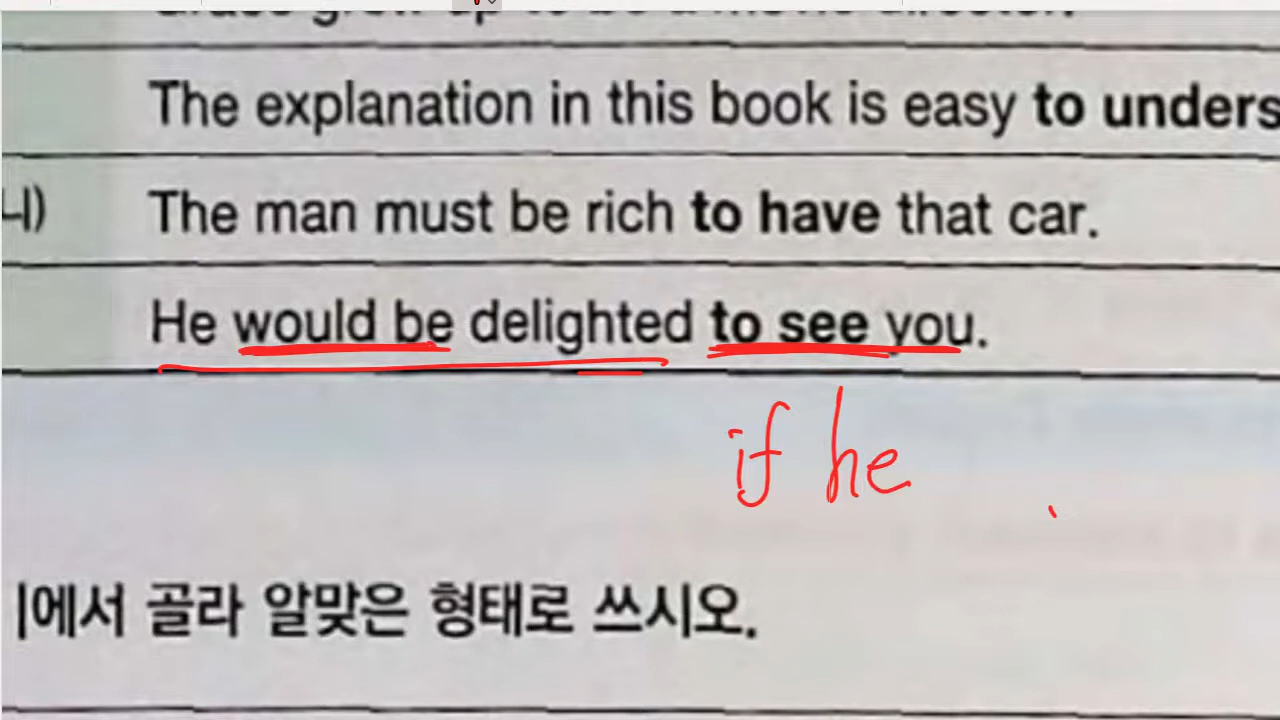 The explanation in this book is easy to unders
ㅓ) The man must be rich to have that car.
He would be delighted to see you.
if he
에서 골라 알맞은 형태로 쓰시오.